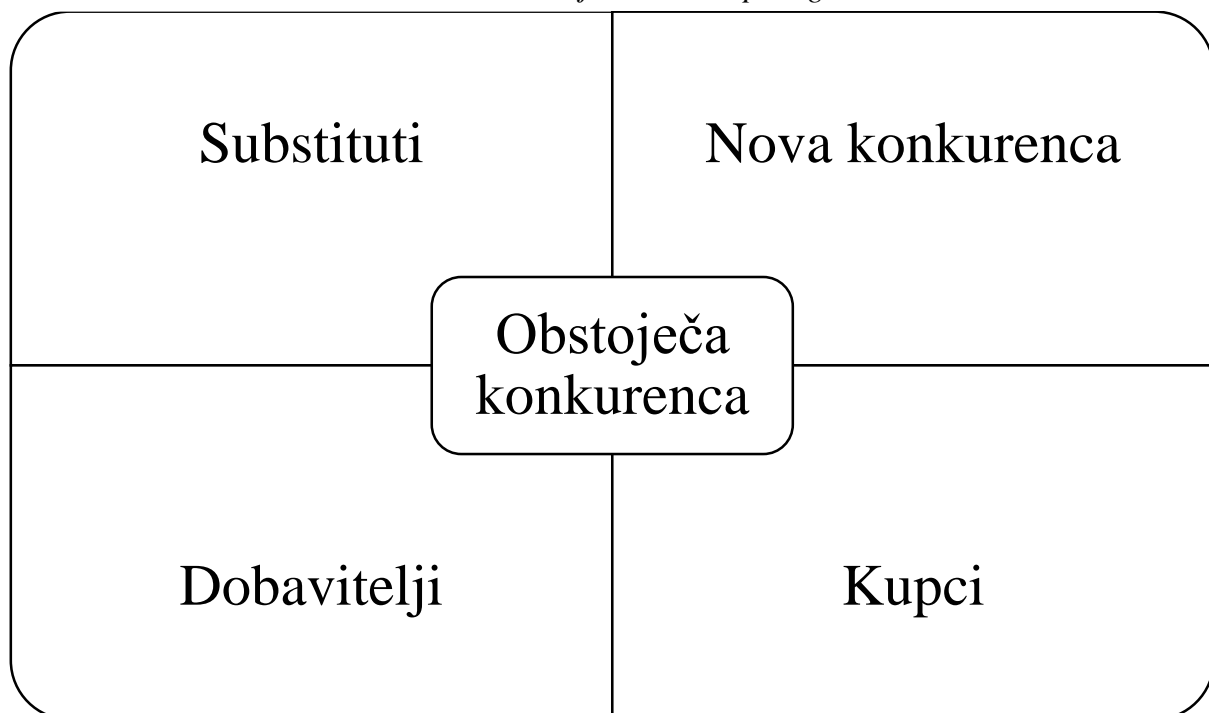 Substituti
Nova konkurenca
Obstoječa
konkurenca
Dobavitelji
Kupci